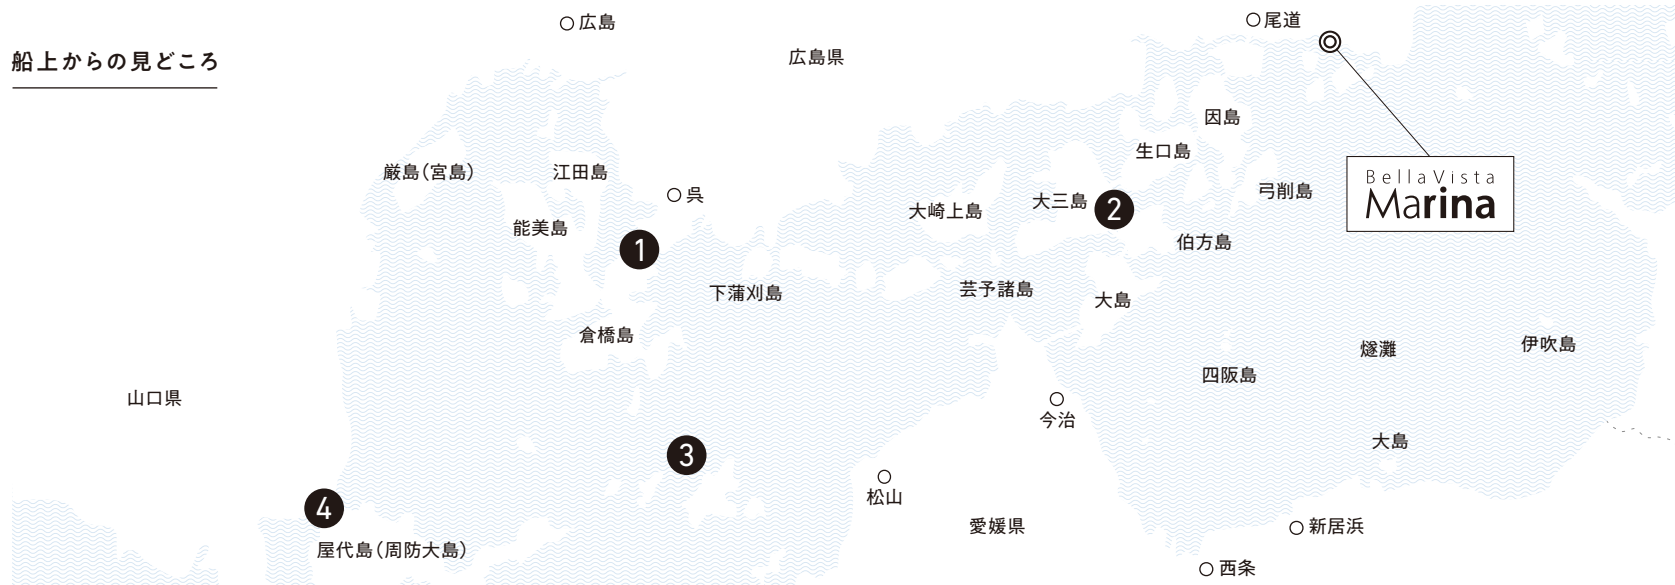 船上からの見どころ
広島
尾道
広島県
因島
生口島
BellaVista
Marina
厳島（宮島）
江田島
呉
大崎上島
大三島
2
弓削島
能美島
1
伯方島
下蒲刈島
芸予諸島
大島
倉橋島
燧灘
伊吹島
四阪島
山口県
今治
大島
3
松山
4
愛媛県
新居浜
屋代島（周防大島）
西条